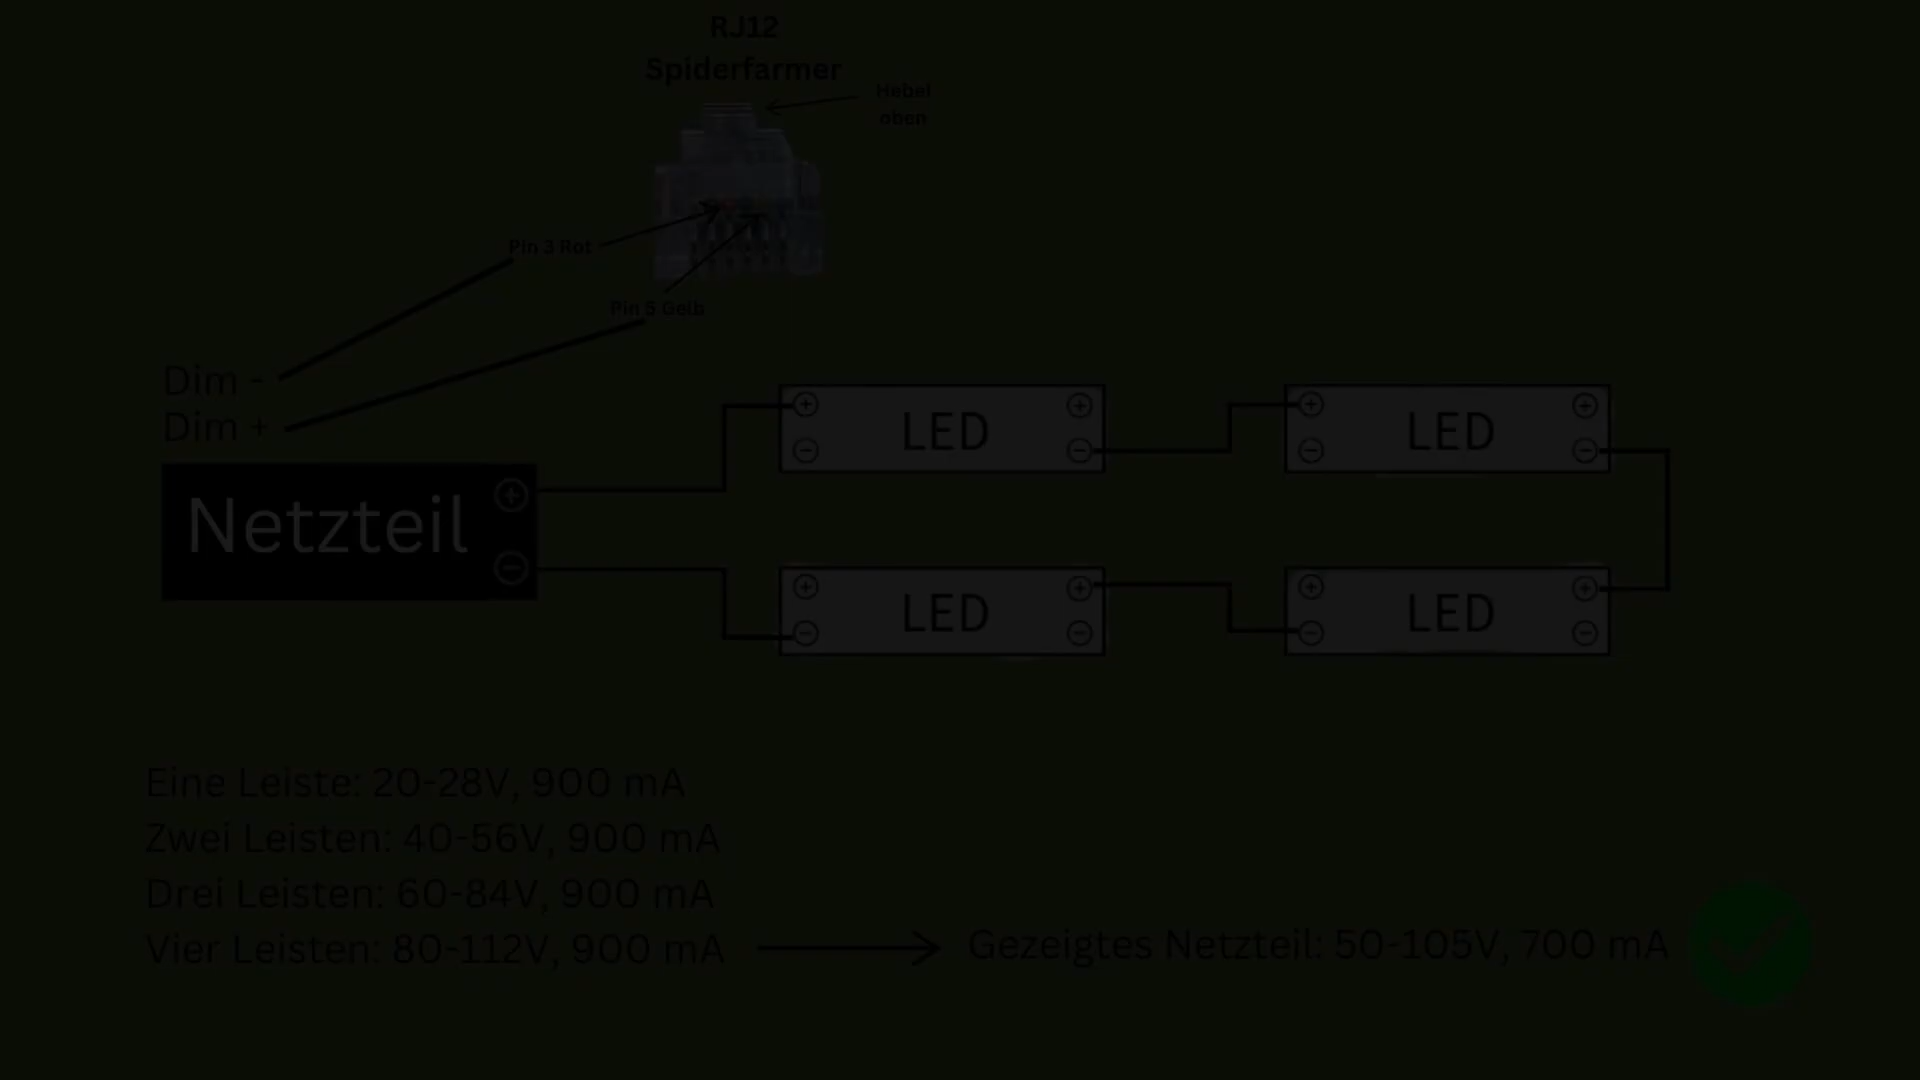 RJ12
Spiderfarmer
Hebel
oben
Pin 3 Rot
Pin 5 Gelb
Dim -
Dim +
Netzteil
+
−
+ LED +
− −
+ LED +
− −
+ LED +
− −
+ LED +
− −
Eine Leiste: 20-28V, 900 mA
Zwei Leisten: 40-56V, 900 mA
Drei Leisten: 60-84V, 900 mA
Vier Leisten: 80-112V, 900 mA
Gezeigtes Netzteil: 50-105V, 700 mA